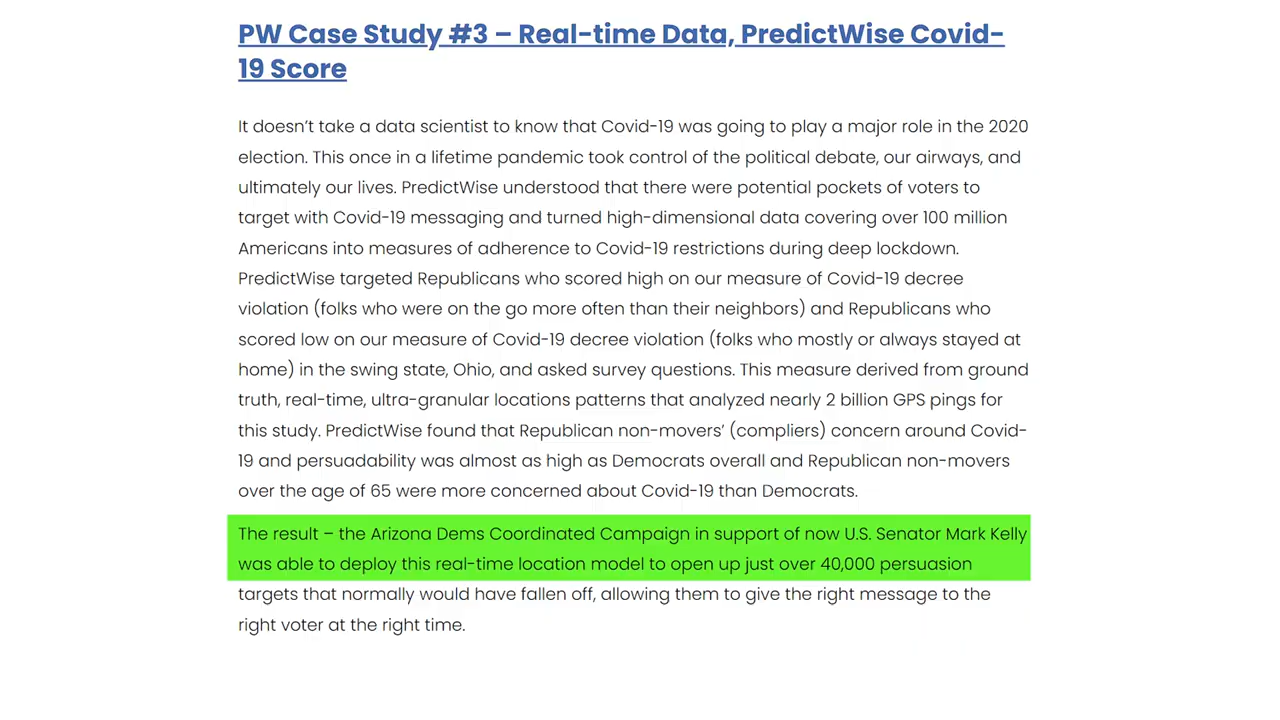 PW Case Study #3 – Real-time Data, PredictWise Covid-
19 Score
It doesn’t take a data scientist to know that Covid-19 was going to play a major role in the 2020
election. This once in a lifetime pandemic took control of the political debate, our airways, and
ultimately our lives. PredictWise understood that there were potential pockets of voters to
target with Covid-19 messaging and turned high-dimensional data covering over 100 million
Americans into measures of adherence to Covid-19 restrictions during deep lockdown.
PredictWise targeted Republicans who scored high on our measure of Covid-19 decree
violation (folks who were on the go more often than their neighbors) and Republicans who
scored low on our measure of Covid-19 decree violation (folks who mostly or always stayed at
home) in the swing state, Ohio, and asked survey questions. This measure derived from ground
truth, real-time, ultra-granular locations patterns that analyzed nearly 2 billion GPS pings for
this study. PredictWise found that Republican non-movers’ (compliers) concern around Covid-
19 and persuadability was almost as high as Democrats overall and Republican non-movers
over the age of 65 were more concerned about Covid-19 than Democrats.
The result – the Arizona Dems Coordinated Campaign in support of now U.S. Senator Mark Kelly
was able to deploy this real-time location model to open up just over 40,000 persuasion
targets that normally would have fallen off, allowing them to give the right message to the
right voter at the right time.